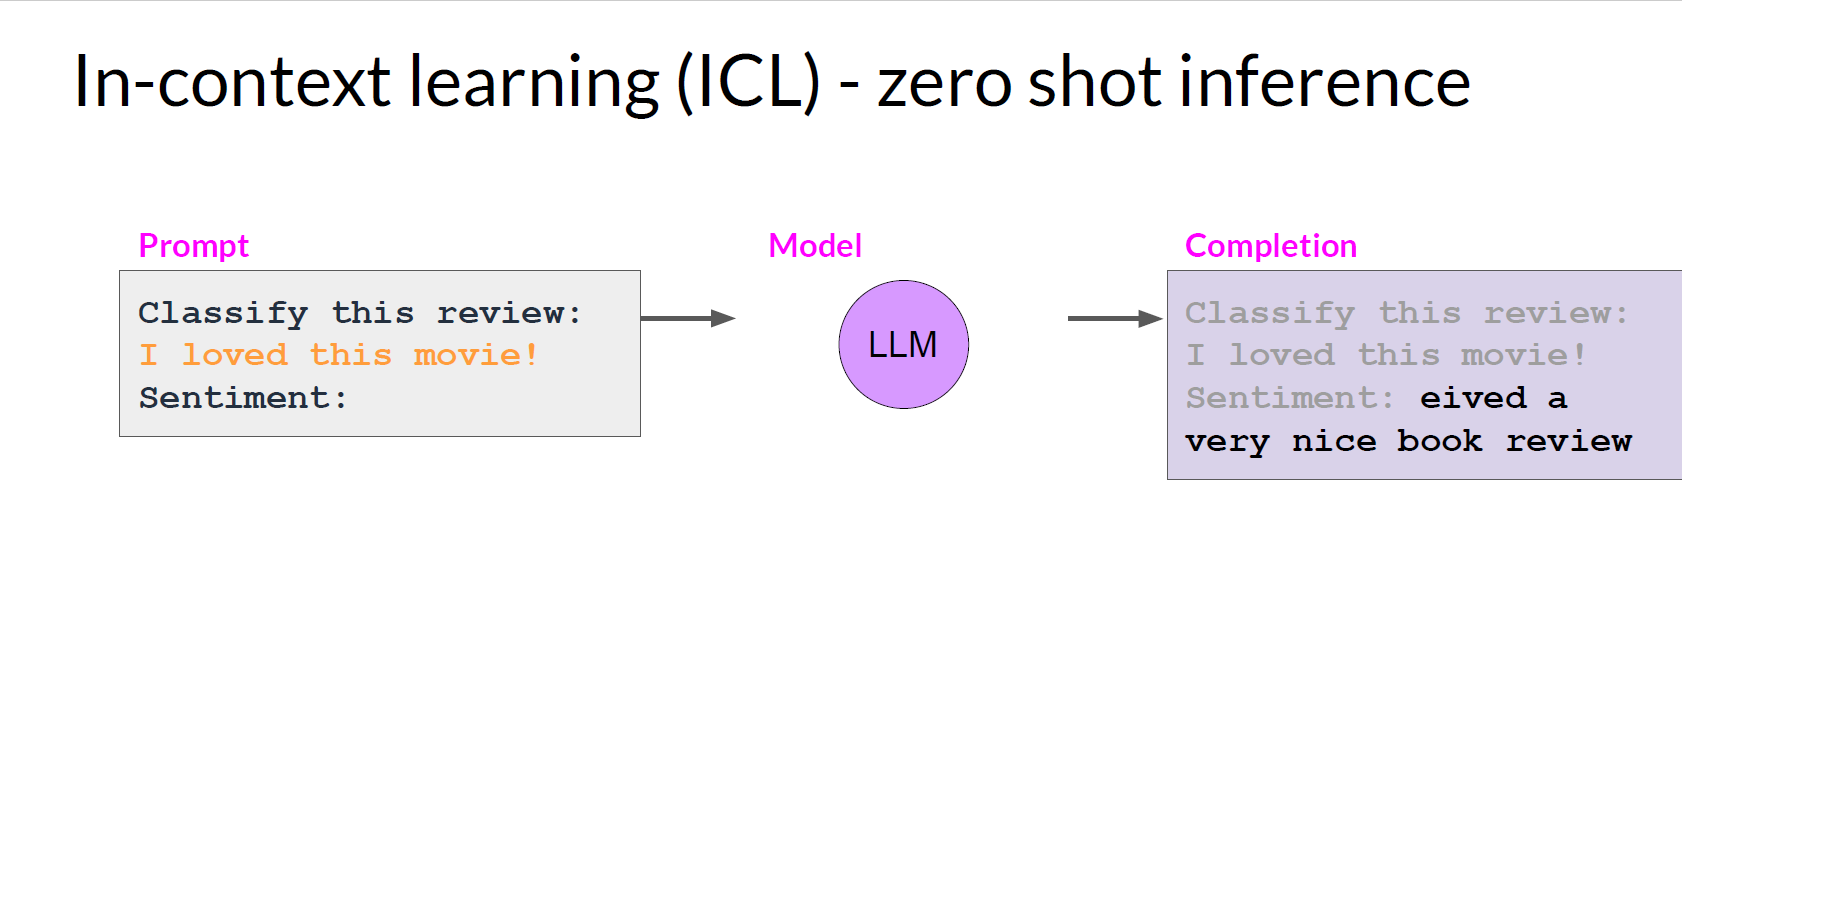 In-context learning (ICL) - zero shot inference
Prompt
Classify this review:
I loved this movie!
Sentiment:
Model
LLM
Completion
Classify this review:
I loved this movie!
Sentiment: eived a
very nice book review